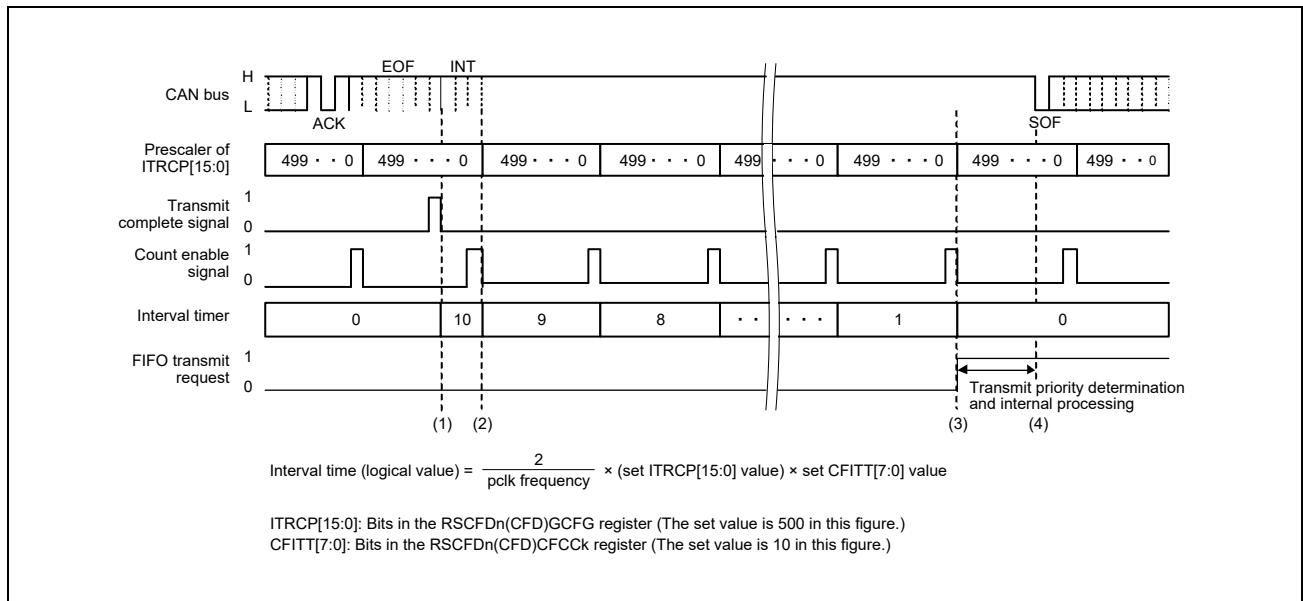 EOF INT
H
CAN bus
L
ACK SOF
Prescaler of
ITRCP[15:0]
499 · · 0 499 · · · 0 499 · · · 0 499 · · · 0 499 · · · 0 499 · · · 0 499 · · · 0 499 · · 0
Transmit 1
complete signal 0
Count enable 1
signal 0
Interval timer 0 10 9 8 · · · · · 1 0
FIFO transmit 1
request 0
Transmit priority determination
and internal processing
(1) (2) (3) (4)
Interval time (logical value) = 2 / pclk frequency × (set ITRCP[15:0] value) × set CFITT[7:0] value
ITRCP[15:0]: Bits in the RSCFDn(CFD)GCFG register (The set value is 500 in this figure.)
CFITT[7:0]: Bits in the RSCFDn(CFD)CFCCk register (The set value is 10 in this figure.)